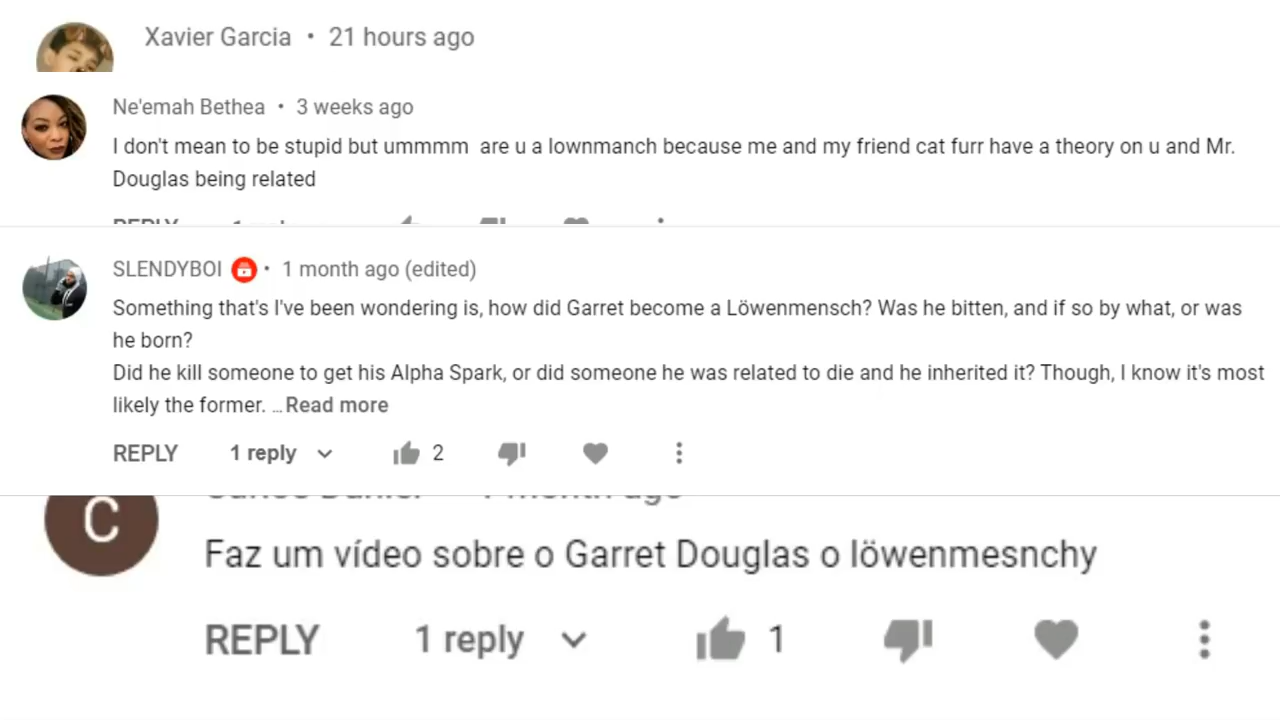 Xavier Garcia • 21 hours ago
Ne'emah Bethea • 3 weeks ago
I don't mean to be stupid but ummmm are u a lownmanch because me and my friend cat furr have a theory on u and Mr.
Douglas being related
REPLY
SLENDYBOI • 1 month ago (edited)
Something that's I've been wondering is, how did Garret become a Löwenmensch? Was he bitten, and if so by what, or was
he born?
Did he kill someone to get his Alpha Spark, or did someone he was related to die and he inherited it? Though, I know it's most
likely the former. ...Read more
REPLY 1 reply 2
C
Faz um vídeo sobre o Garret Douglas o löwenmesnchy
REPLY 1 reply 1